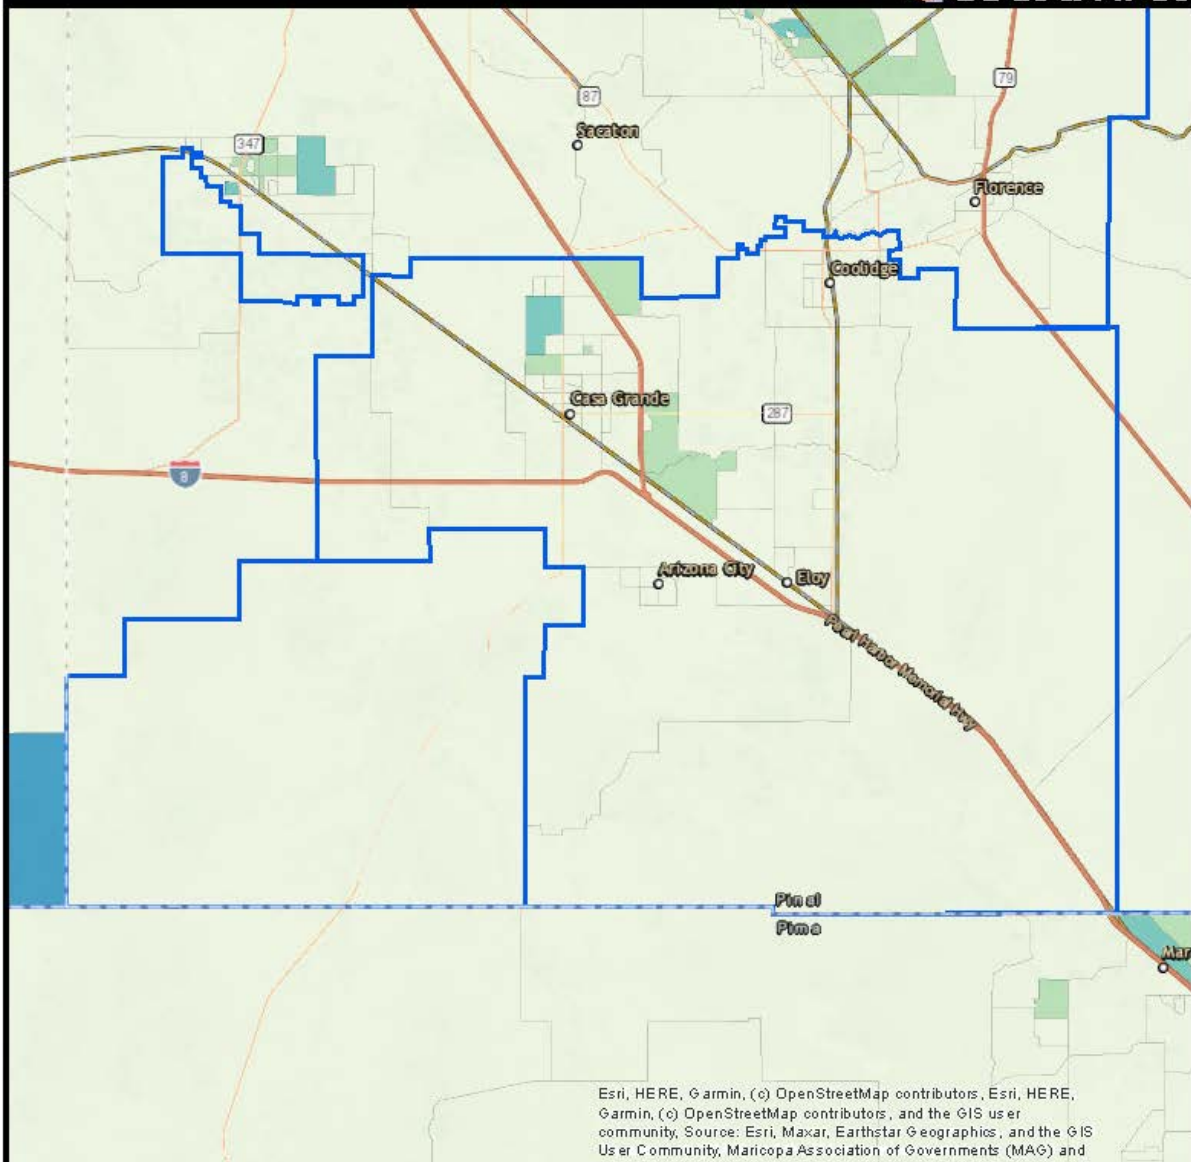 79
87
Sacaton
347
Florence
Coolidge
Casa Grande
287
8
Arizona City
Eloy
Pearl Harbor Memorial Hwy
Pinal
Pima
Mar
Esri, HERE, Garmin, (c) OpenStreetMap contributors, Esri, HERE,
Garmin, (c) OpenStreetMap contributors, and the GIS user
community, Source: Esri, Maxar, Earthstar Geographics, and the GIS
User Community, Maricopa Association of Governments (MAG) and